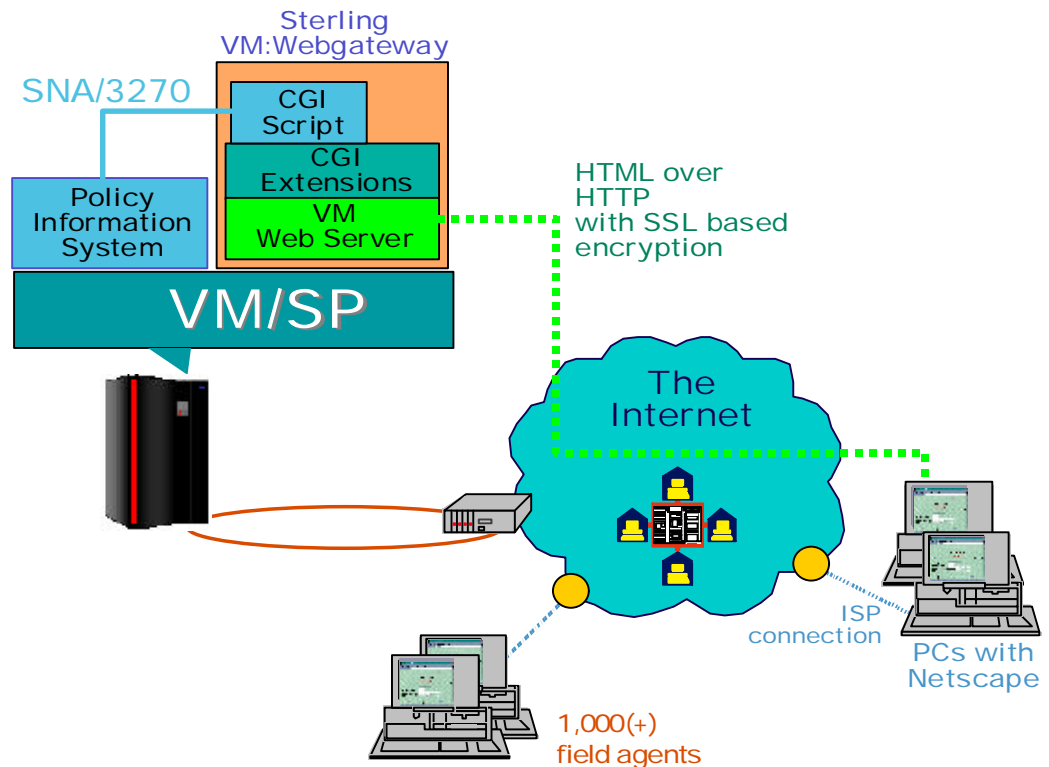 Sterling
VM:Webgateway
SNA/3270
CGI
Script
CGI
Extensions
VM
Web Server
Policy
Information
System
VM/SP
HTML over
HTTP
with SSL based
encryption
The
Internet
ISP
connection
PCs with
Netscape
1,000(+)
field agents